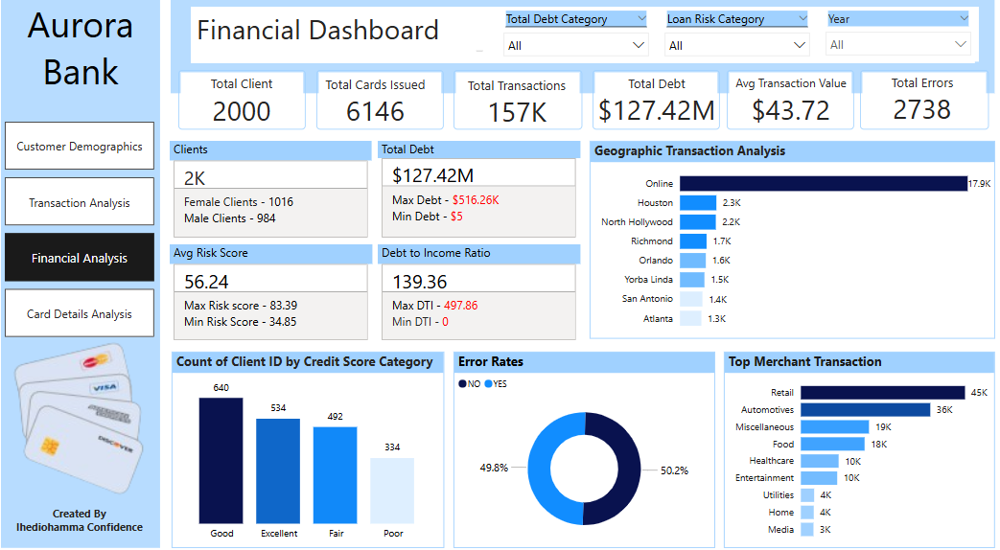 Aurora
Bank
Financial Dashboard
Total Debt Category
All
Loan Risk Category
All
Year
All
Total Client
2000
Total Cards Issued
6146
Total Transactions
157K
Total Debt
$127.42M
Avg Transaction Value
$43.72
Total Errors
2738
Customer Demographics
Transaction Analysis
Financial Analysis
Card Details Analysis
VISA
DISCOVER
Created By
Ihediohamma Confidence
Clients
2K
Female Clients - 1016
Male Clients - 984
Total Debt
$127.42M
Max Debt - $516.26K
Min Debt - $5
Avg Risk Score
56.24
Max Risk score - 83.39
Min Risk Score - 34.85
Debt to Income Ratio
139.36
Max DTI - 497.86
Min DTI - 0
Geographic Transaction Analysis
Online 17.9K
Houston 2.3K
North Hollywood 2.2K
Richmond 1.7K
Orlando 1.6K
Yorba Linda 1.5K
San Antonio 1.4K
Atlanta 1.3K
Count of Client ID by Credit Score Category
640
534
492
334
Good Excellent Fair Poor
Error Rates
NO YES
49.8%
50.2%
Top Merchant Transaction
Retail 45K
Automotives 36K
Miscellaneous 19K
Food 18K
Healthcare 10K
Entertainment 10K
Utilities 4K
Home 4K
Media 3K